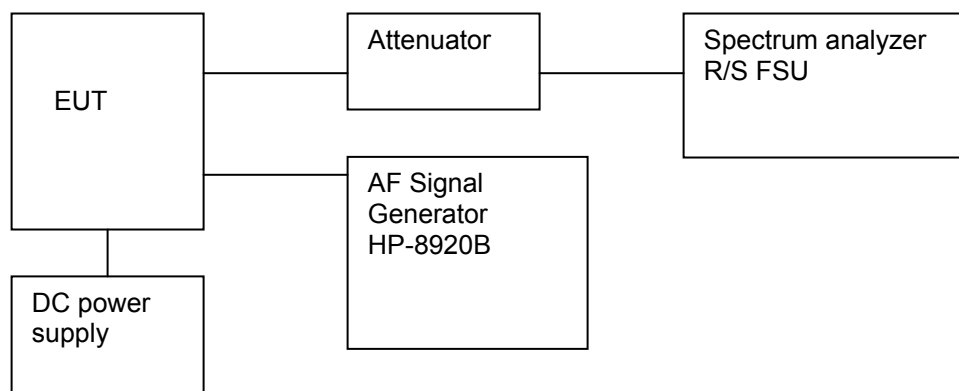 EUT
Attenuator
Spectrum analyzer
R/S FSU
AF Signal
Generator
HP-8920B
DC power
supply